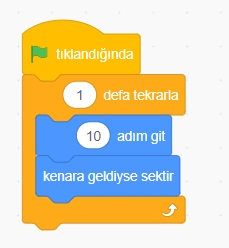 tıklandığında
1 defa tekrarla
10 adım git
kenara geldiyse sektir